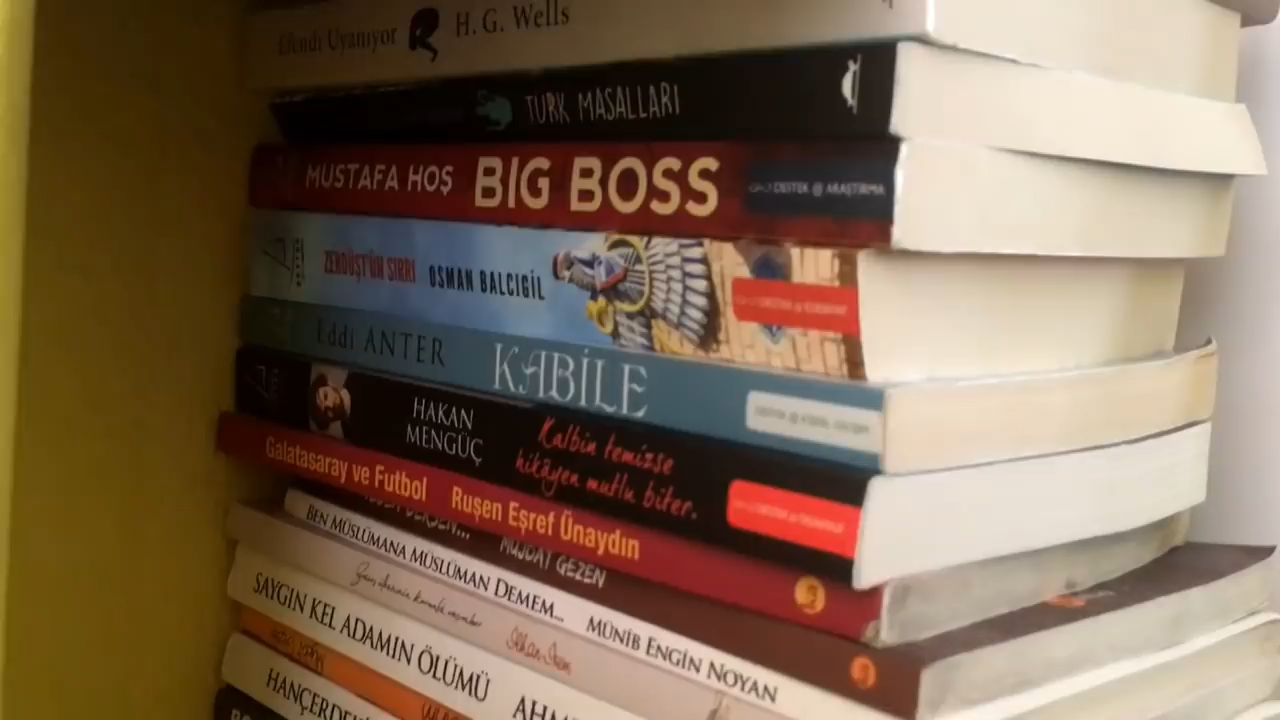 Efendi Uyanıyor H. G. Wells
TÜRK MASALLARI
MUSTAFA HOŞ BIG BOSS DESTEK @ ARAŞTIRMA
ZERDÜŞT'ÜN SIRRI OSMAN BALCIGİL
Eddi ANTER KABİLE
HAKAN
MENGÜÇ
Kalbin temizse
hikâyen mutlu biter.
Galatasaray ve Futbol Ruşen Eşref Ünaydın
MÜJDAT GEZEN
BEN MÜSLÜMANA MÜSLÜMAN DEMEM... MÜNİB ENGİN NOYAN
SAYGIN KEL ADAMIN ÖLÜMÜ